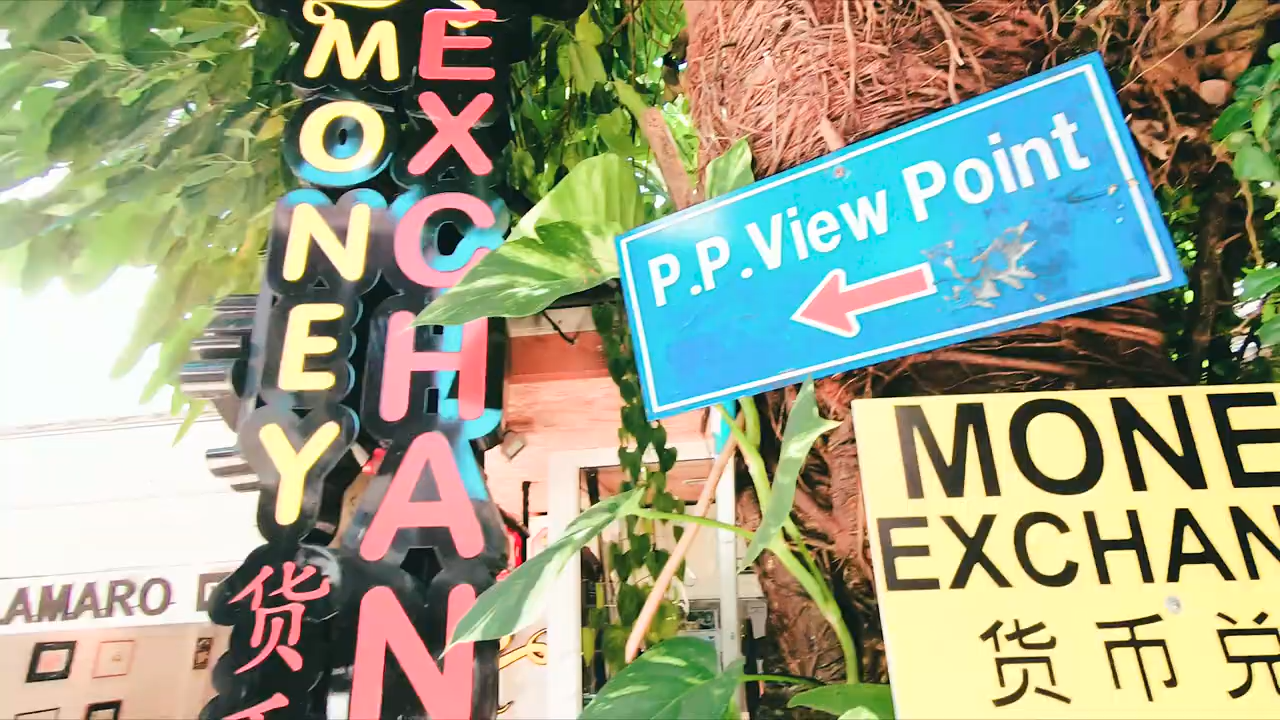 MONEY
EXCHAN
货
P.P.View Point
MONE
EXCHAN
货币兑
AMARO